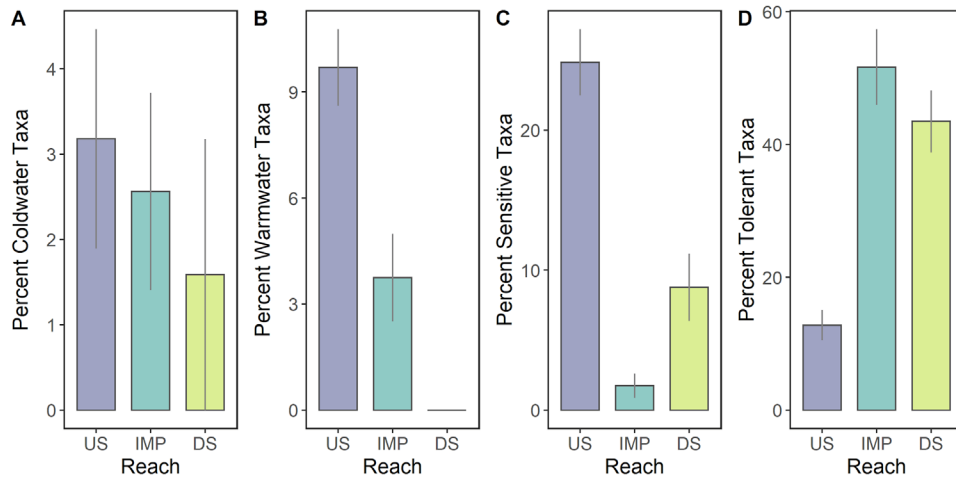 A
Percent Coldwater Taxa
4
3
2
1
0
US IMP DS
Reach
B
Percent Warmwater Taxa
9
6
3
0
US IMP DS
Reach
C
Percent Sensitive Taxa
20
10
0
US IMP DS
Reach
D
Percent Tolerant Taxa
60
40
20
0
US IMP DS
Reach